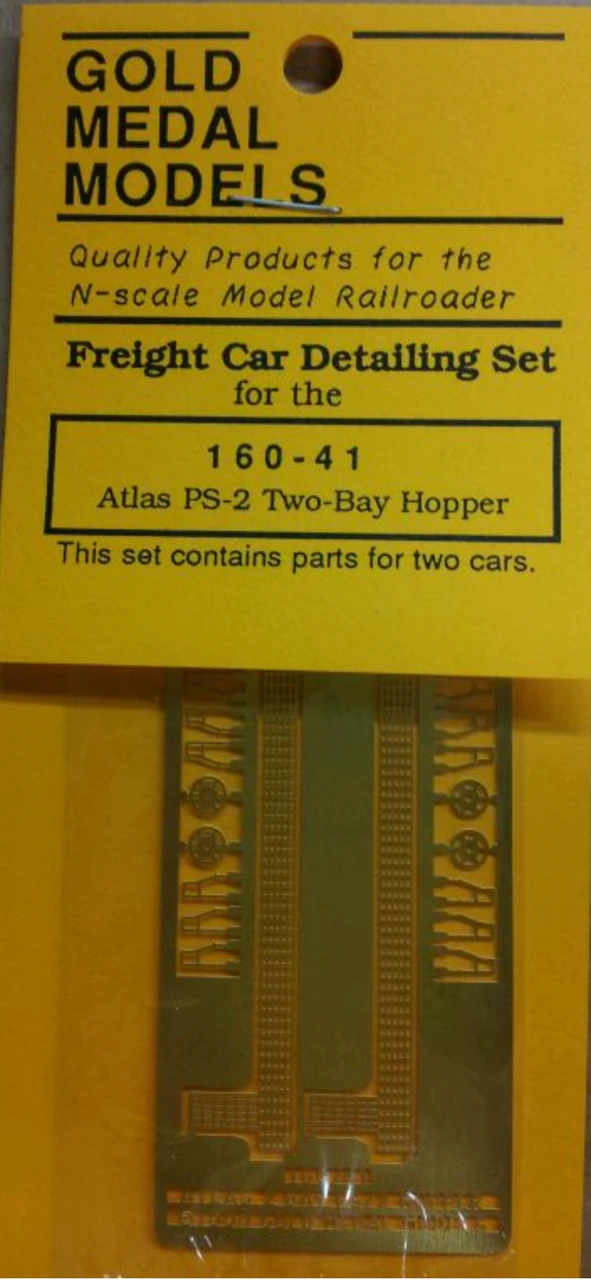 GOLD
MEDAL
MODELS
Quality Products for the
N-scale Model Railroader
Freight Car Detailing Set
for the
160-41
Atlas PS-2 Two-Bay Hopper
This set contains parts for two cars.